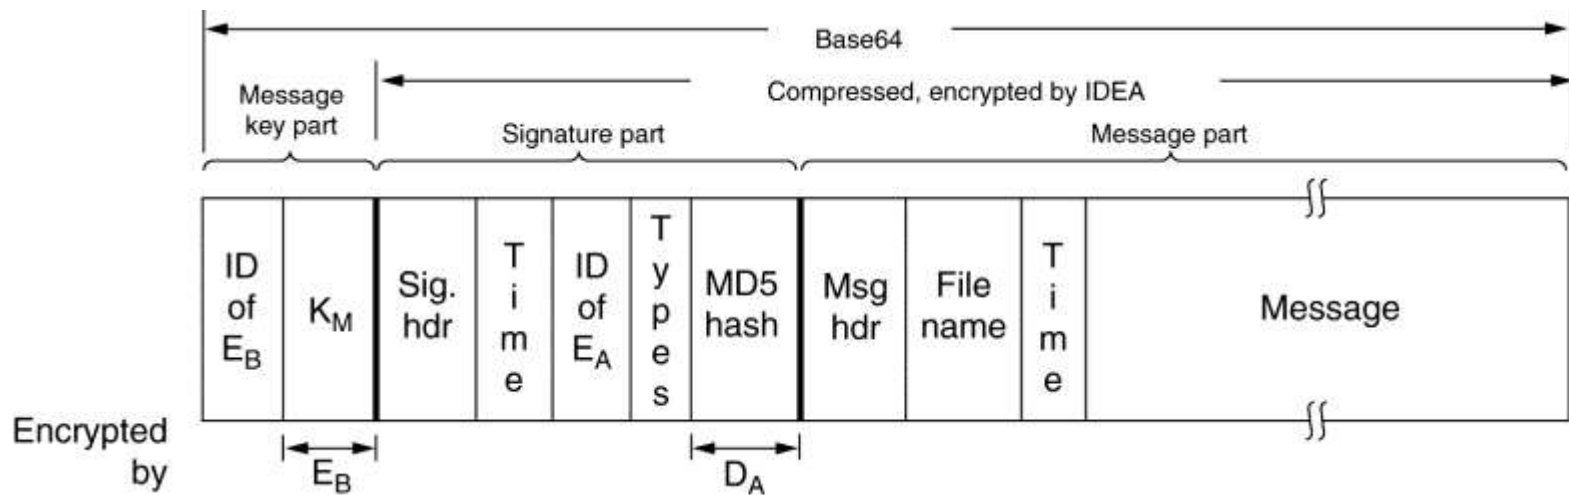 Base64
Compressed, encrypted by IDEA
Message
key part
Signature part
Message part
ID
of
E_B
K_M
Sig.
hdr
T
i
m
e
ID
of
E_A
T
y
p
e
s
MD5
hash
Msg
hdr
File
name
T
i
m
e
Message
Encrypted
by
E_B
D_A